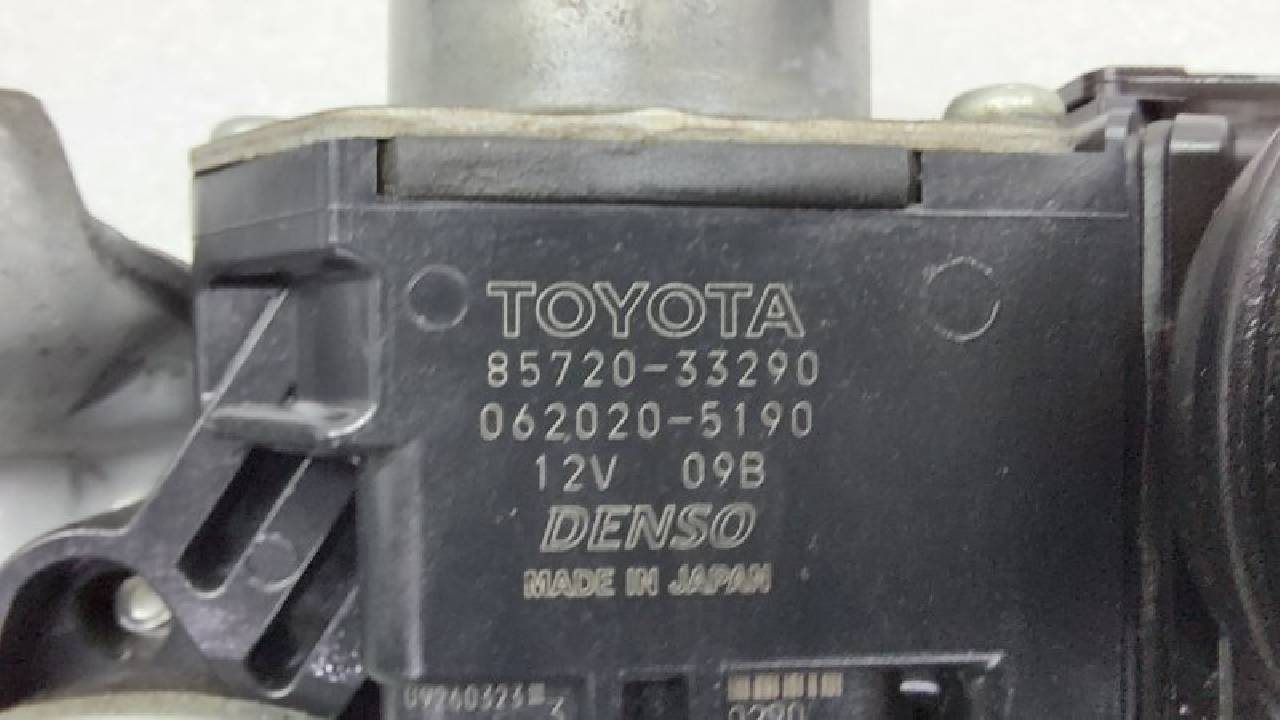 TOYOTA
85720-33290
062020-5190
12V 09B
DENSO
MADE IN JAPAN